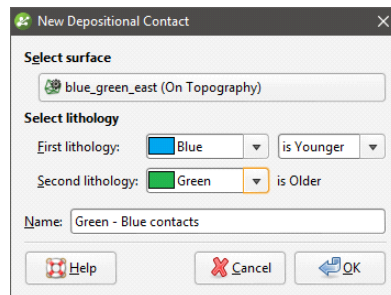 New Depositional Contact
Select surface
blue_green_east (On Topography)
Select lithology
First lithology: Blue is Younger
Second lithology: Green is Older
Name: Green - Blue contacts
Help Cancel OK